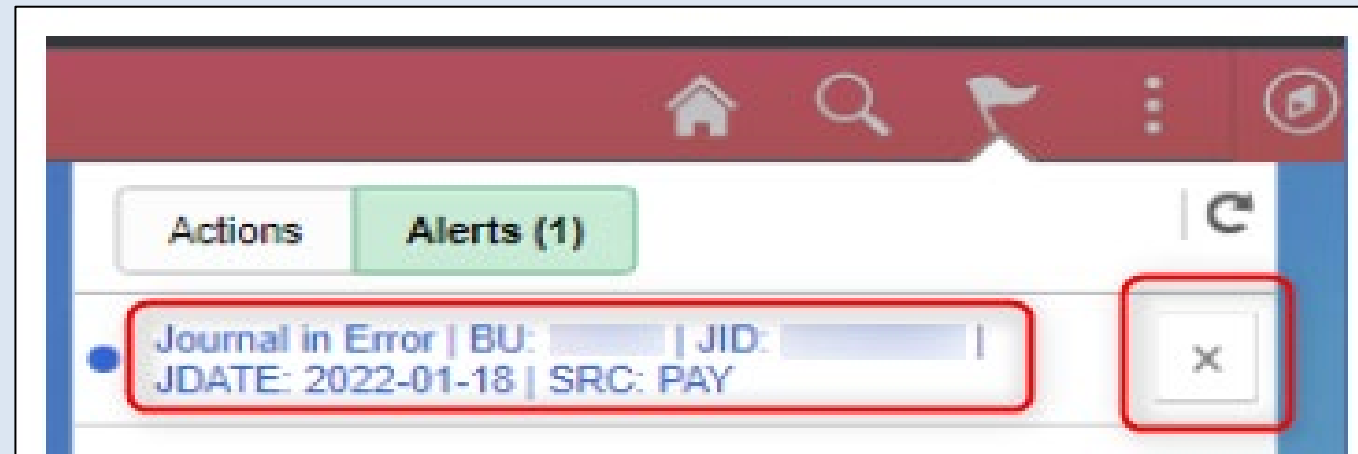 Actions
Alerts (1)
Journal in Error | BU: | JID: |
JDATE: 2022-01-18 | SRC: PAY